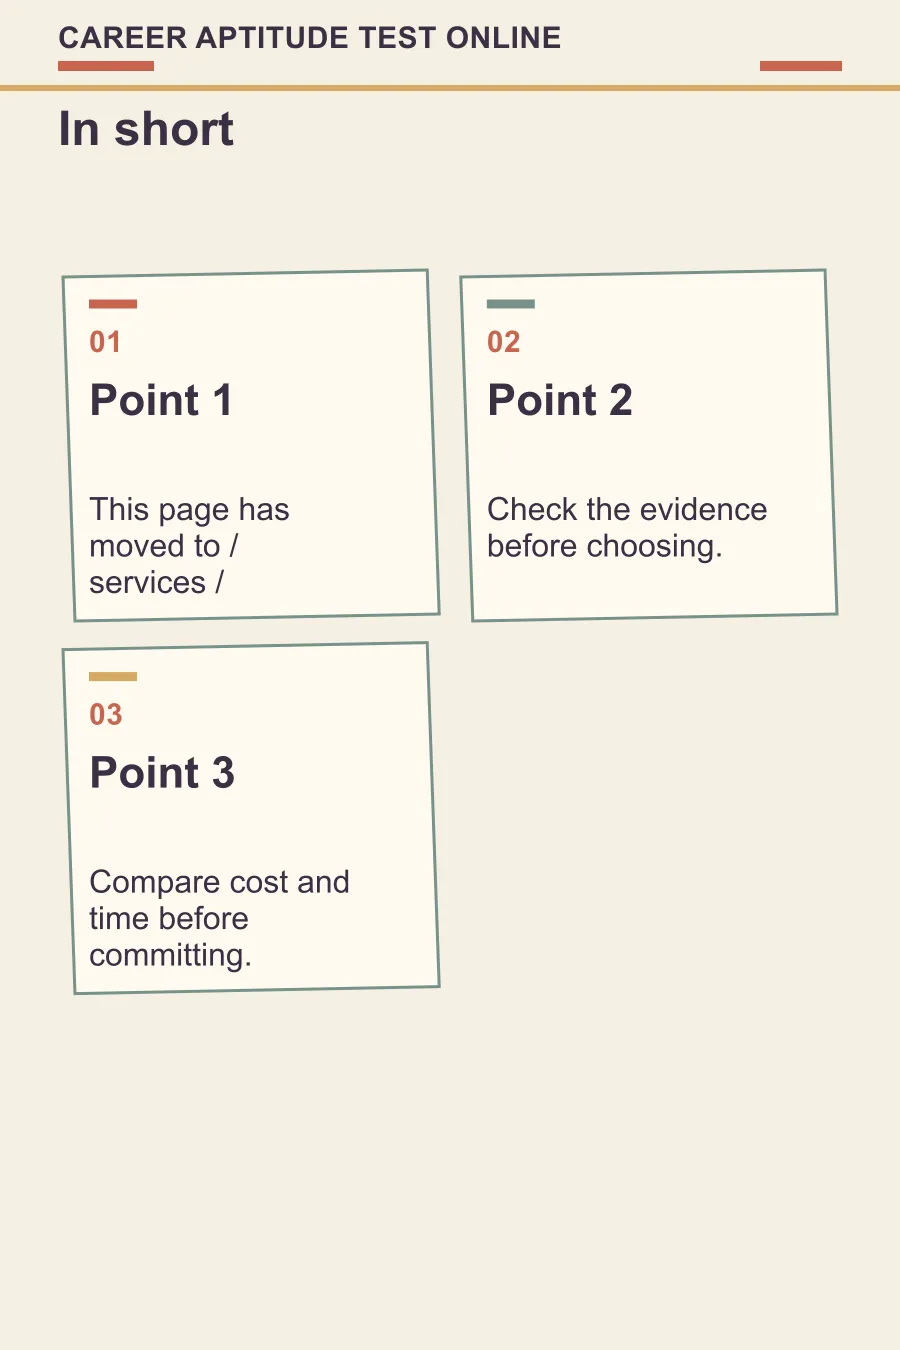 CAREER APTITUDE TEST ONLINE
In short
01
Point 1
This page has
moved to /
services /
02
Point 2
Check the evidence
before choosing.
03
Point 3
Compare cost and
time before
committing.